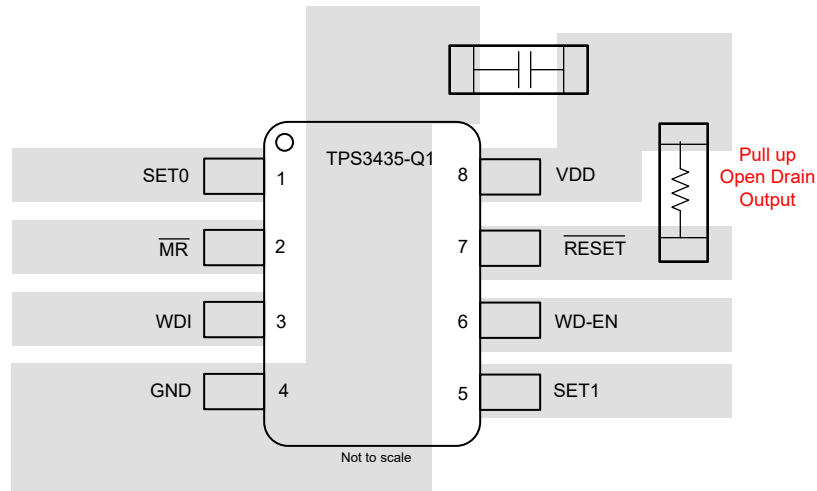 TPS3435-Q1
SET0 1 8 VDD
Pull up
Open Drain
Output
MR 2 7 RESET
WDI 3 6 WD-EN
GND 4 5 SET1
Not to scale